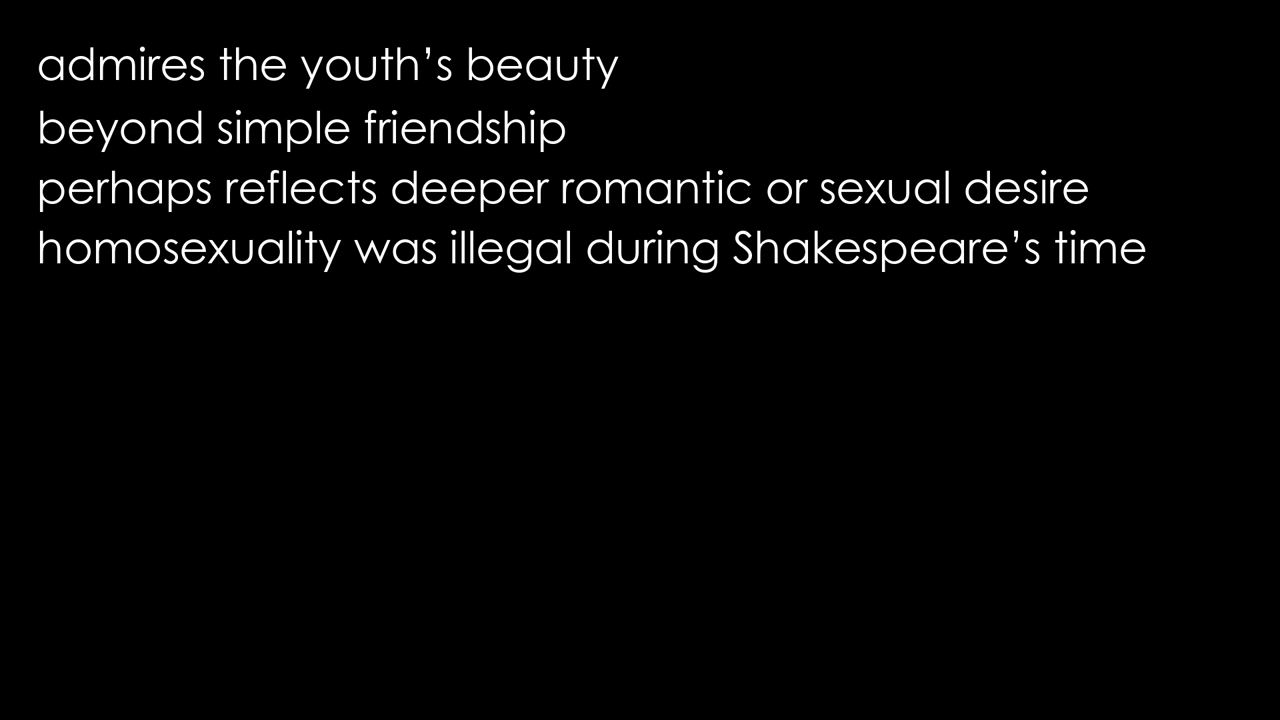 admires the youth’s beauty
beyond simple friendship
perhaps reflects deeper romantic or sexual desire
homosexuality was illegal during Shakespeare’s time